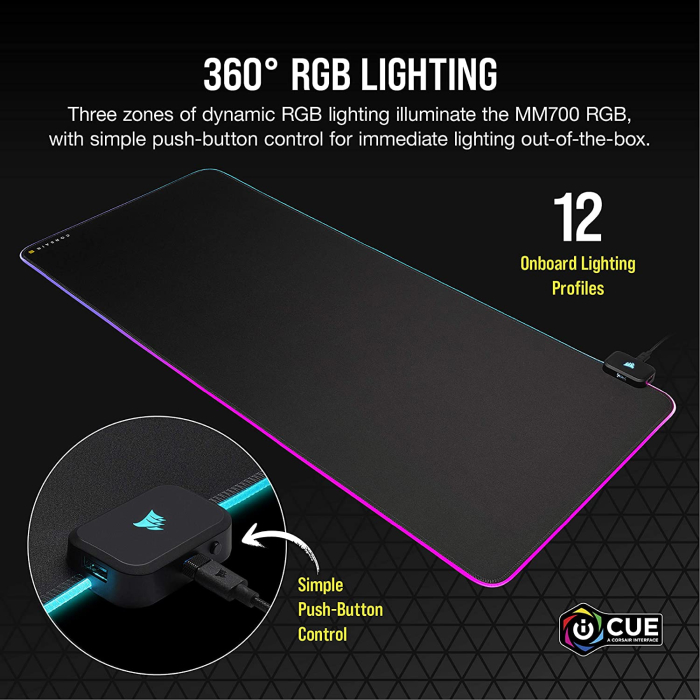 360° RGB LIGHTING
Three zones of dynamic RGB lighting illuminate the MM700 RGB,
with simple push-button control for immediate lighting out-of-the-box.
CORSAIR
12
Onboard Lighting
Profiles
Simple
Push-Button
Control
CUE
A CORSAIR INTERFACE